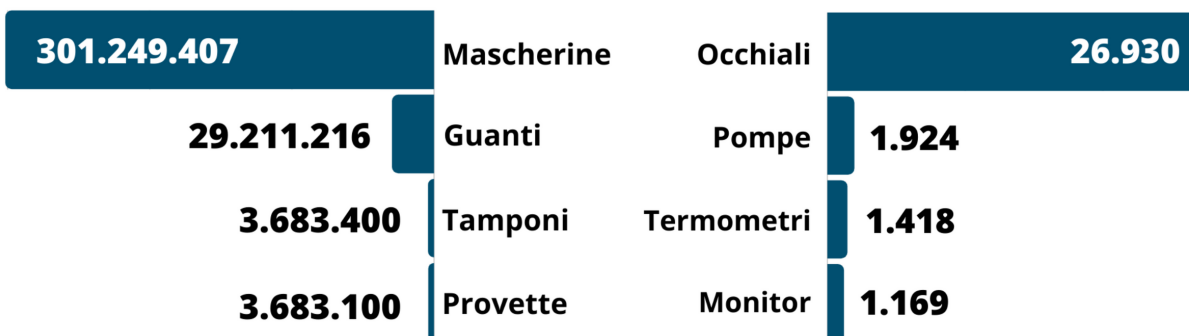 301.249.407 Mascherine Occhiali 26.930
29.211.216 Guanti Pompe 1.924
3.683.400 Tamponi Termometri 1.418
3.683.100 Provette Monitor 1.169